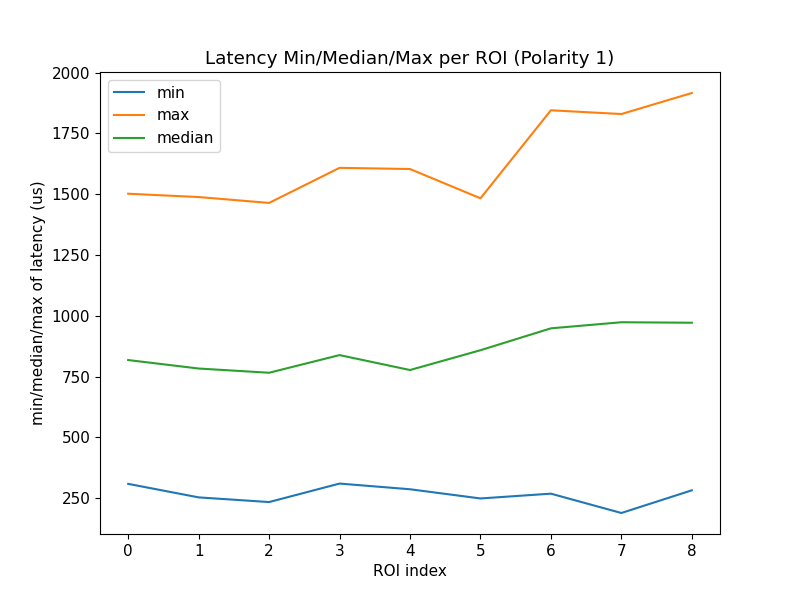 Latency Min/Median/Max per ROI (Polarity 1)
min
max
median
2000
1750
1500
1250
1000
750
500
250
min/median/max of latency (us)
0 1 2 3 4 5 6 7 8
ROI index